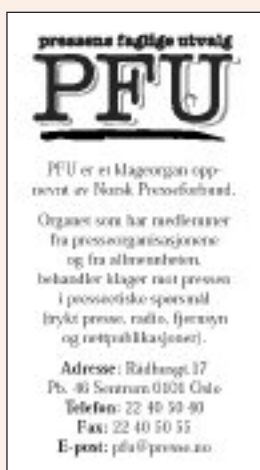 pressens faglige utvalg
PFU
PFU er et klageorgan opp-
nevnt av Norsk Presseforbund.
Organet som har medlemmer
fra presseorganisasjonene
og fra allmennheten,
behandler klager mot pressen
i presseetiske spørsmål
(trykt presse, radio, fjernsyn
og nettpublikasjoner).
Adresse: Rådhusgt. 17
Pb. 46 Sentrum 0101 Oslo
Telefon: 22 40 50 40
Fax: 22 40 50 55
E-post: pfu@presse.no